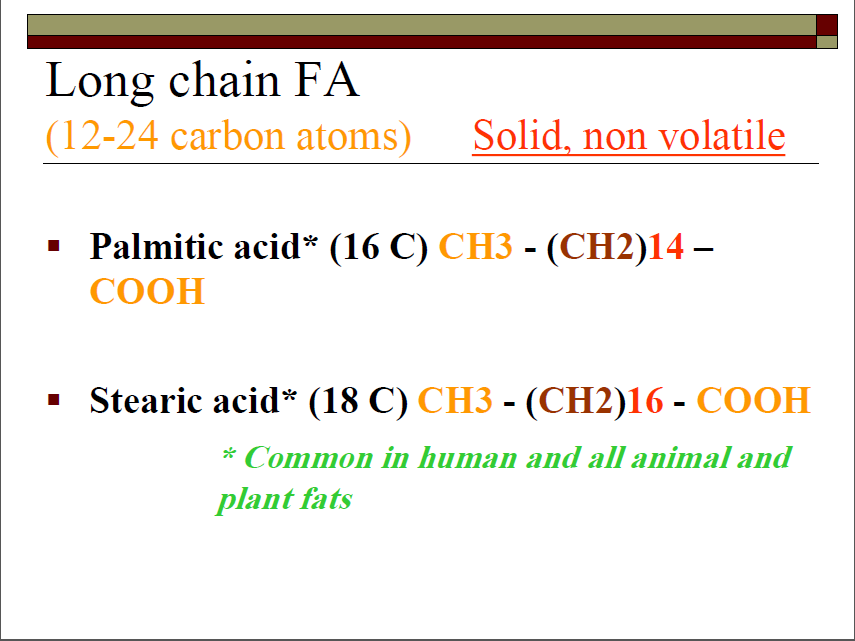 Long chain FA
(12-24 carbon atoms) Solid, non volatile
▪ Palmitic acid* (16 C) CH3 - (CH2)14 –
COOH
▪ Stearic acid* (18 C) CH3 - (CH2)16 - COOH
* Common in human and all animal and
plant fats